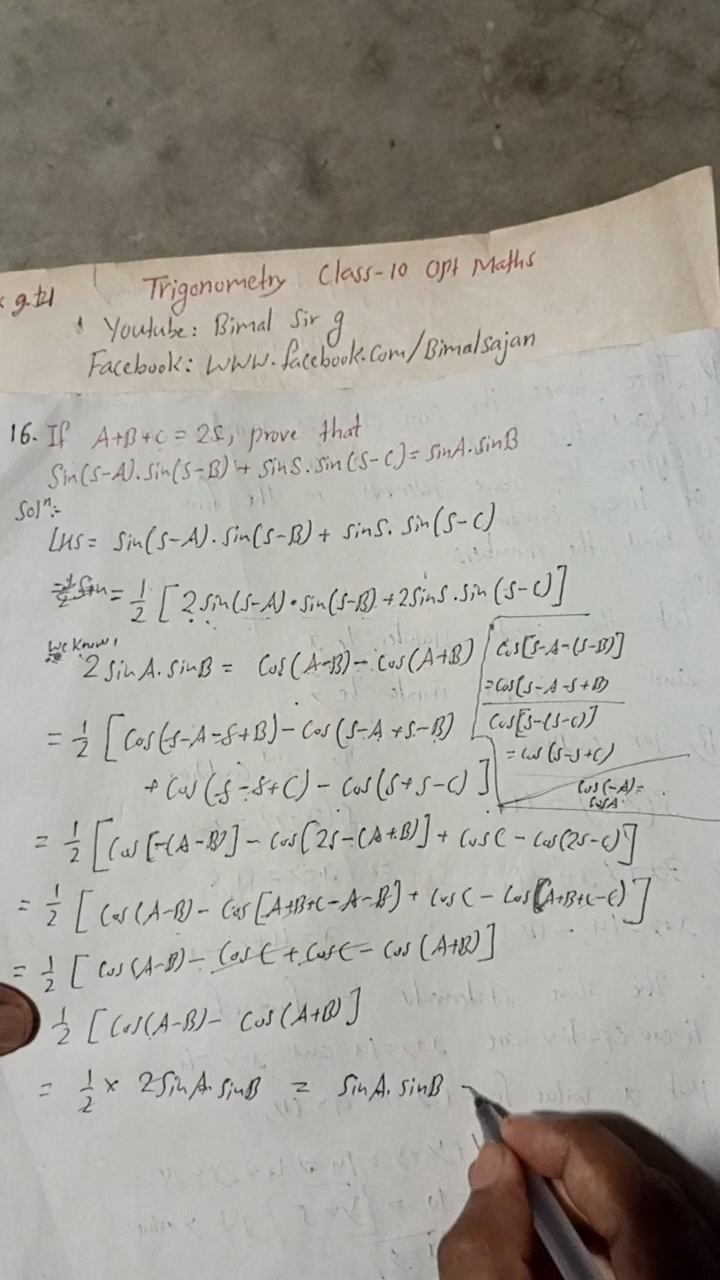 Trigonometry Class-10 Opt Maths
Youtube: Bimal Sir g
Facebook: www.facebook.com/Bimalsajan
16. If A+B+C = 2S, prove that
Sin(S-A).Sin(S-B) + SinS.Sin(S-C) = SinA.SinB
Solⁿ:-
LHS = Sin(S-A).Sin(S-B) + SinS.Sin(S-C)
= 1/2 [2Sin(S-A).Sin(S-B) + 2SinS.Sin(S-C)]
We know,
2SinA.SinB = Cos(A-B) - Cos(A+B)
Cos[S-A-(S-B)]
= Cos(S-A-S+B)
Cos[S-(S-C)]
= Cos(S-S+C)
Cos(-A) =
CosA
= 1/2 [Cos(S-A-S+B) - Cos(S-A+S-B)
+ Cos(S-S+C) - Cos(S+S-C)]
= 1/2 [Cos[-(A-B)] - Cos[2S-(A+B)] + CosC - Cos(2S-C)]
= 1/2 [Cos(A-B) - Cos[A+B+C-A-B] + CosC - Cos(A+B+C-C)]
= 1/2 [Cos(A-B) - CosC + CosC - Cos(A+B)]
1/2 [Cos(A-B) - Cos(A+B)]
= 1/2 × 2SinA.SinB = SinA.SinB